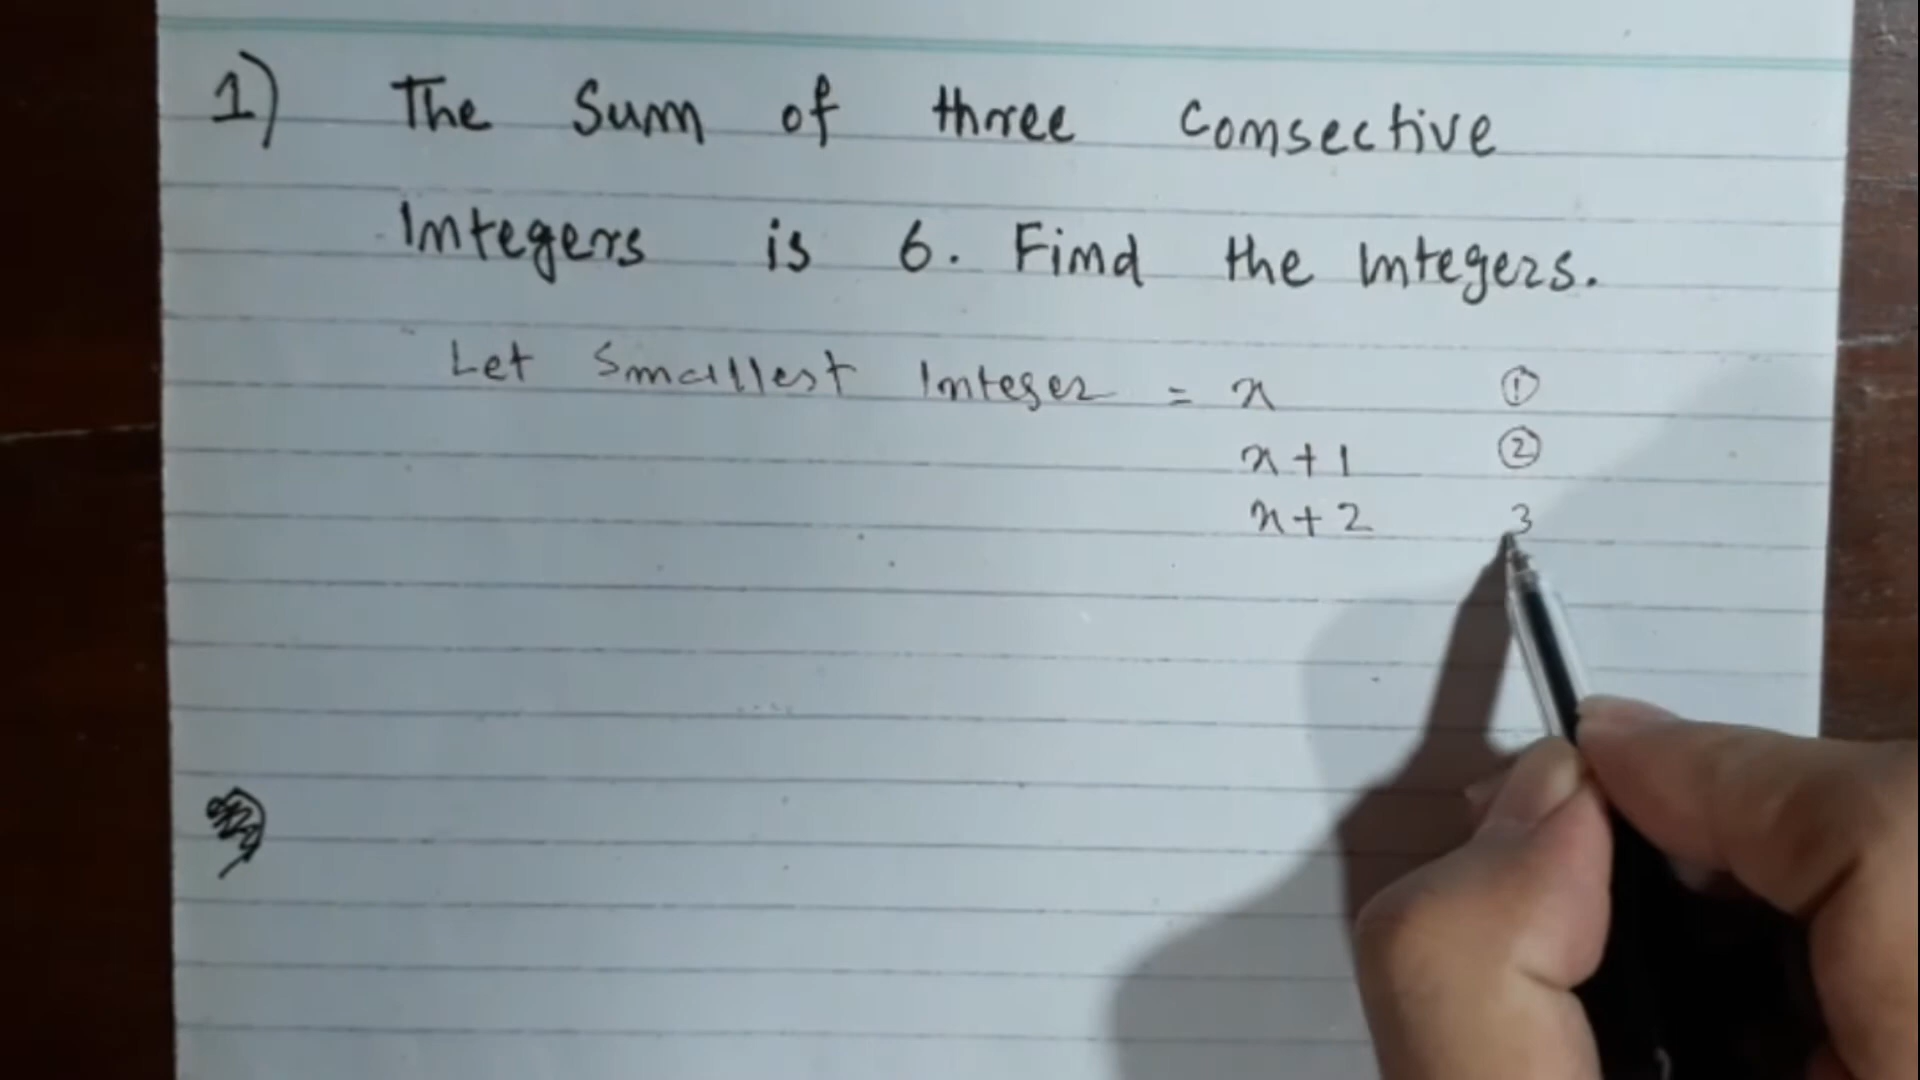 1) The Sum of three Comsective
Integers is 6. Find the Integers.
Let Smallest Integer = x ①
x + 1 ②
x + 2 3